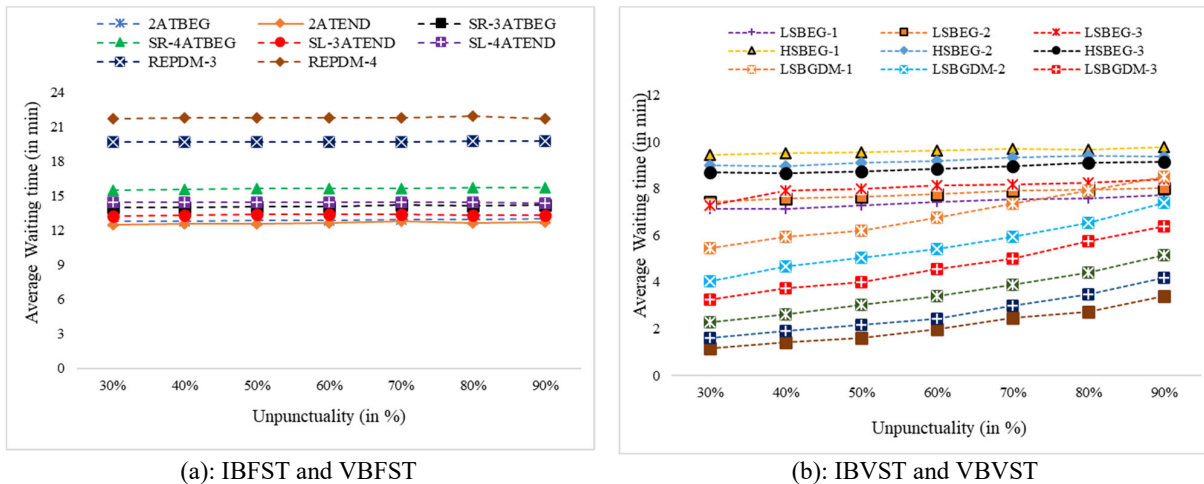 2ATBEG 2ATEND SR-3ATBEG
SR-4ATBEG SL-3ATEND SL-4ATEND
REPDM-3 REPDM-4
Average Waiting time (in min)
24
21
18
15
12
9
6
3
0
30% 40% 50% 60% 70% 80% 90%
Unpunctuality (in %)
(a): IBFST and VBFST
LSBEG-1 LSBEG-2 LSBEG-3
HSBEG-1 HSBEG-2 HSBEG-3
LSBGDM-1 LSBGDM-2 LSBGDM-3
Average Waiting time (in min)
12
10
8
6
4
2
0
30% 40% 50% 60% 70% 80% 90%
Unpunctuality (in %)
(b): IBVST and VBVST